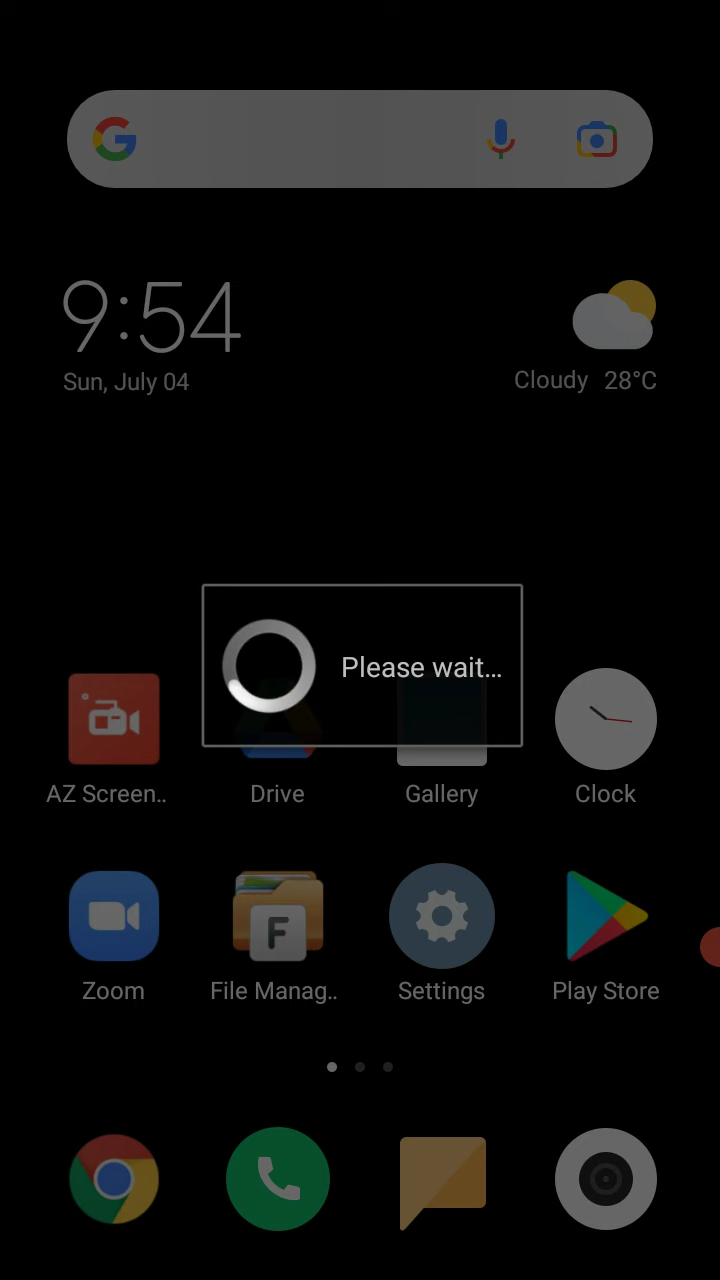 9:54
Sun, July 04
Cloudy 28°C
Please wait...
AZ Screen..
Drive
Gallery
Clock
Zoom
F
File Manag..
Settings
Play Store